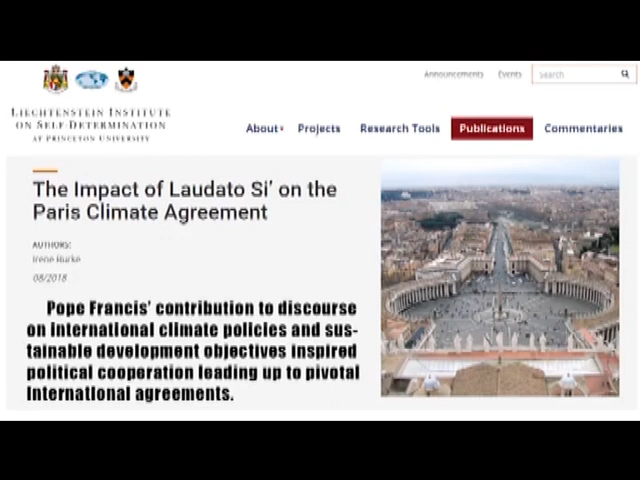 Announcements Events Search
LIECHTENSTEIN INSTITUTE
ON SELF-DETERMINATION
AT PRINCETON UNIVERSITY
About Projects Research Tools Publications Commentaries
The Impact of Laudato Si' on the
Paris Climate Agreement
AUTHORS:
Irene Burke
08/2018
Pope Francis' contribution to discourse
on international climate policies and sus-
tainable development objectives inspired
political cooperation leading up to pivotal
international agreements.